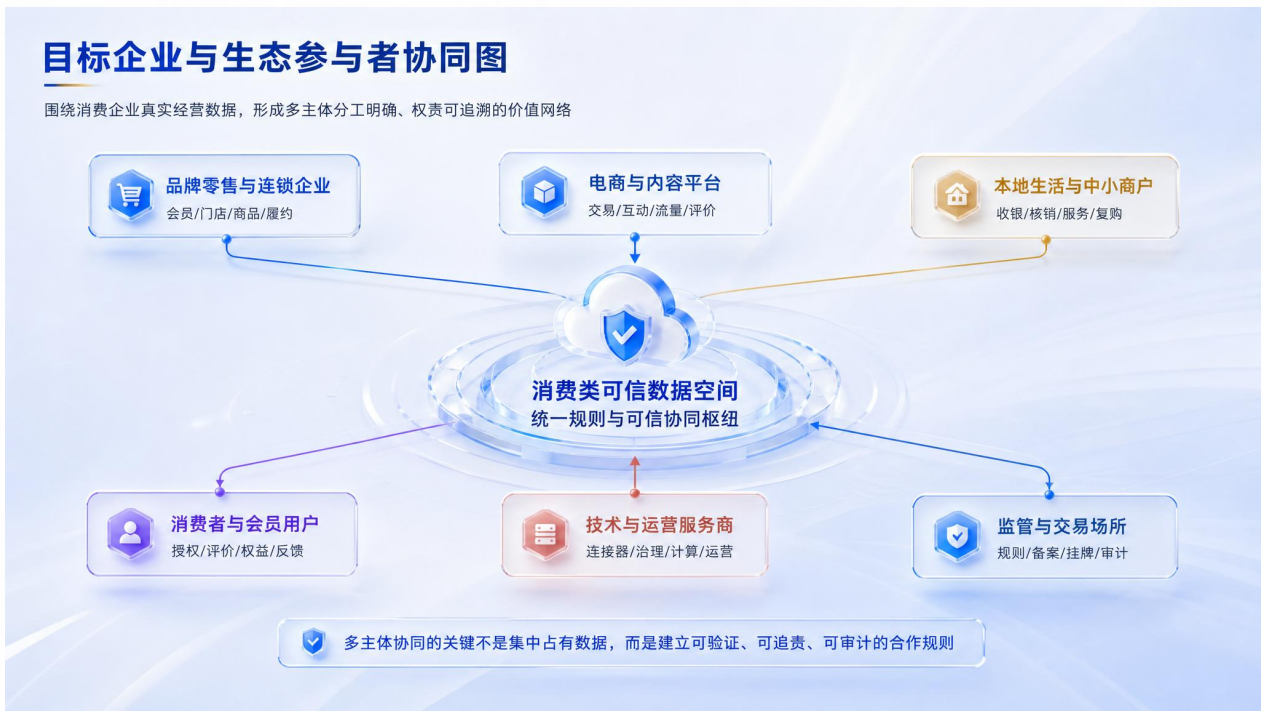 目标企业与生态参与者协同图
围绕消费企业真实经营数据，形成多主体分工明确、权责可追溯的价值网络
品牌零售与连锁企业
会员/门店/商品/履约
电商与内容平台
交易/互动/流量/评价
本地生活与中小商户
收银/核销/服务/复购
消费类可信数据空间
统一规则与可信协同枢纽
消费者与会员用户
授权/评价/权益/反馈
技术与运营服务商
连接器/治理/计算/运营
监管与交易场所
规则/备案/挂牌/审计
多主体协同的关键不是集中占有数据，而是建立可验证、可追责、可审计的合作规则